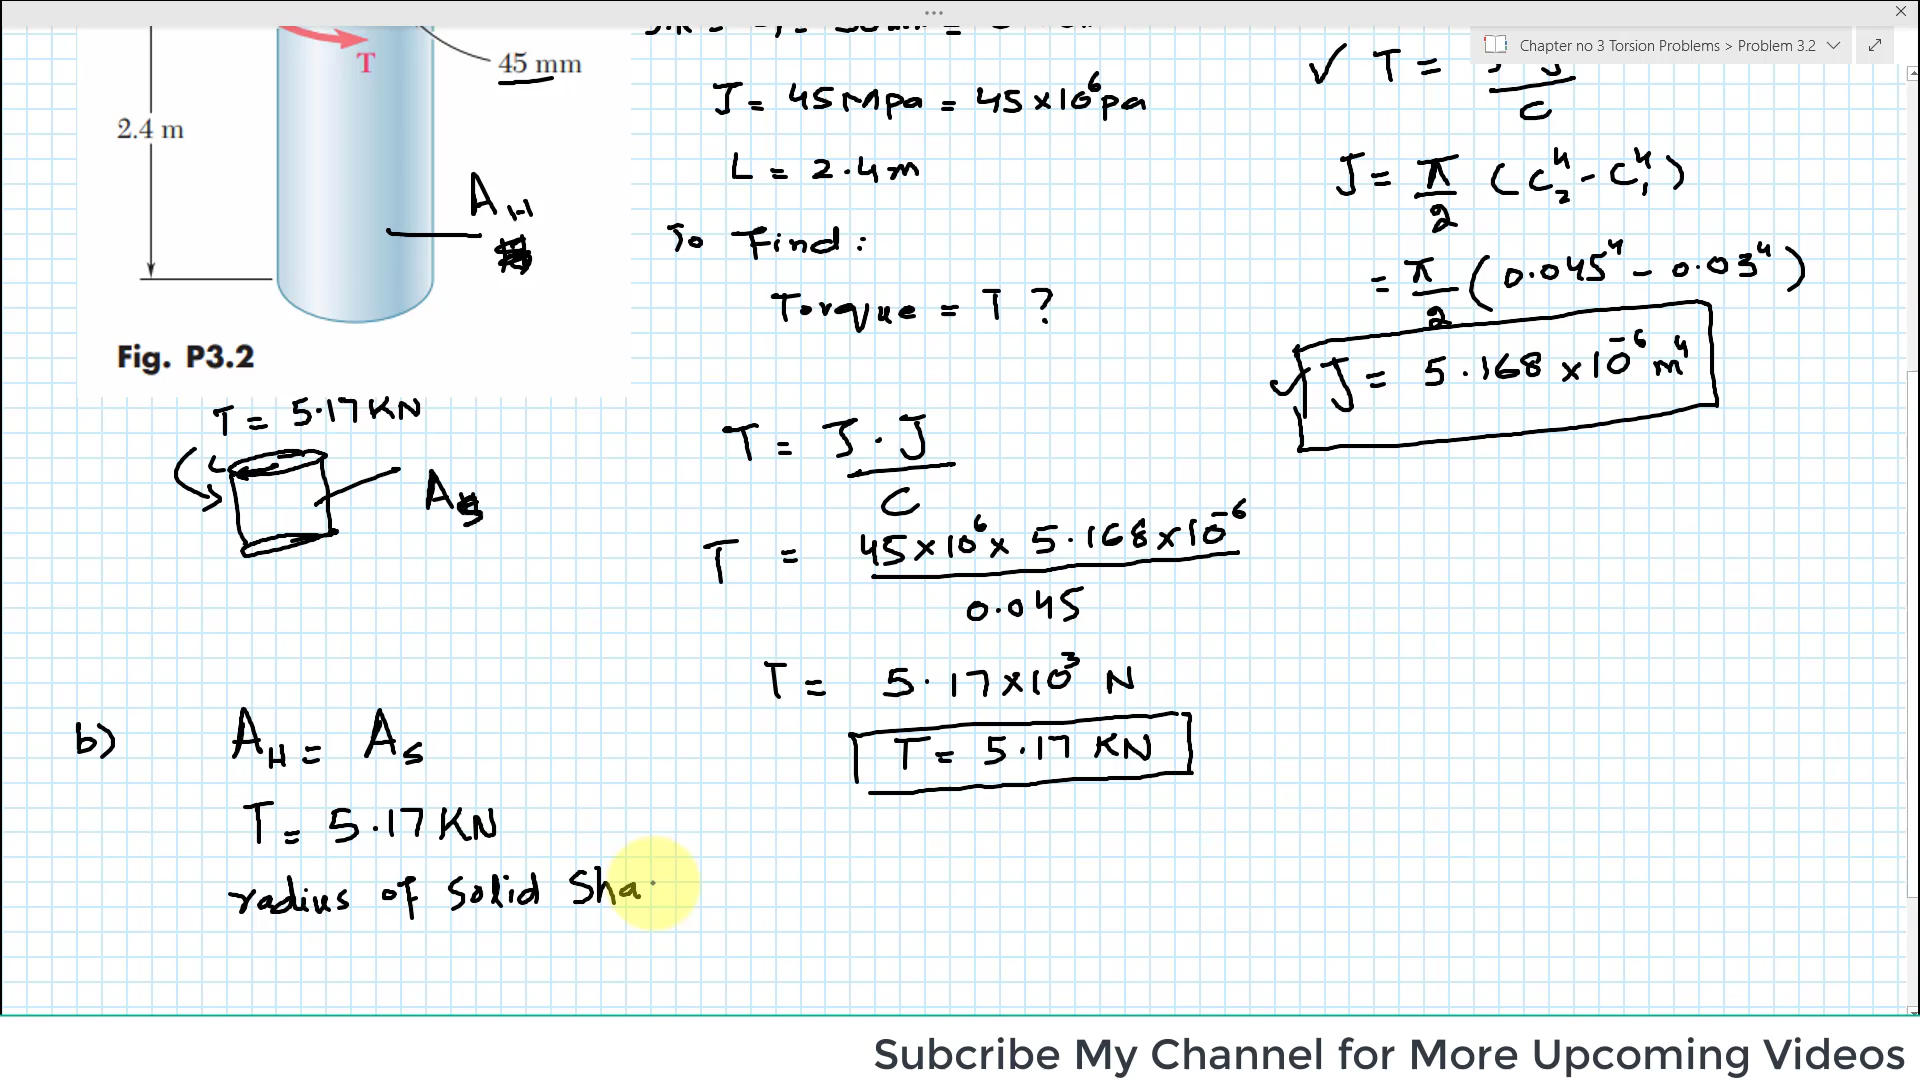 Chapter no 3 Torsion Problems > Problem 3.2
T
45 mm
2.4 m
A_H
Fig. P3.2
T = 5.17 KN
A_S
b) A_H = A_S
T = 5.17 KN
radius of Solid Sha
J = 45 Mpa = 45 × 10^6 pa
L = 2.4 m
To Find:
Torque = T ?
T = J · J / C
T = 45 × 10^6 × 5.168 × 10^-6 / 0.045
T = 5.17 × 10^3 N
T = 5.17 KN
✓ T =
C
J = π/2 (C_2^4 - C_1^4)
= π/2 (0.045^4 - 0.03^4)
✓ J = 5.168 × 10^-6 m^4
Subcribe My Channel for More Upcoming Videos